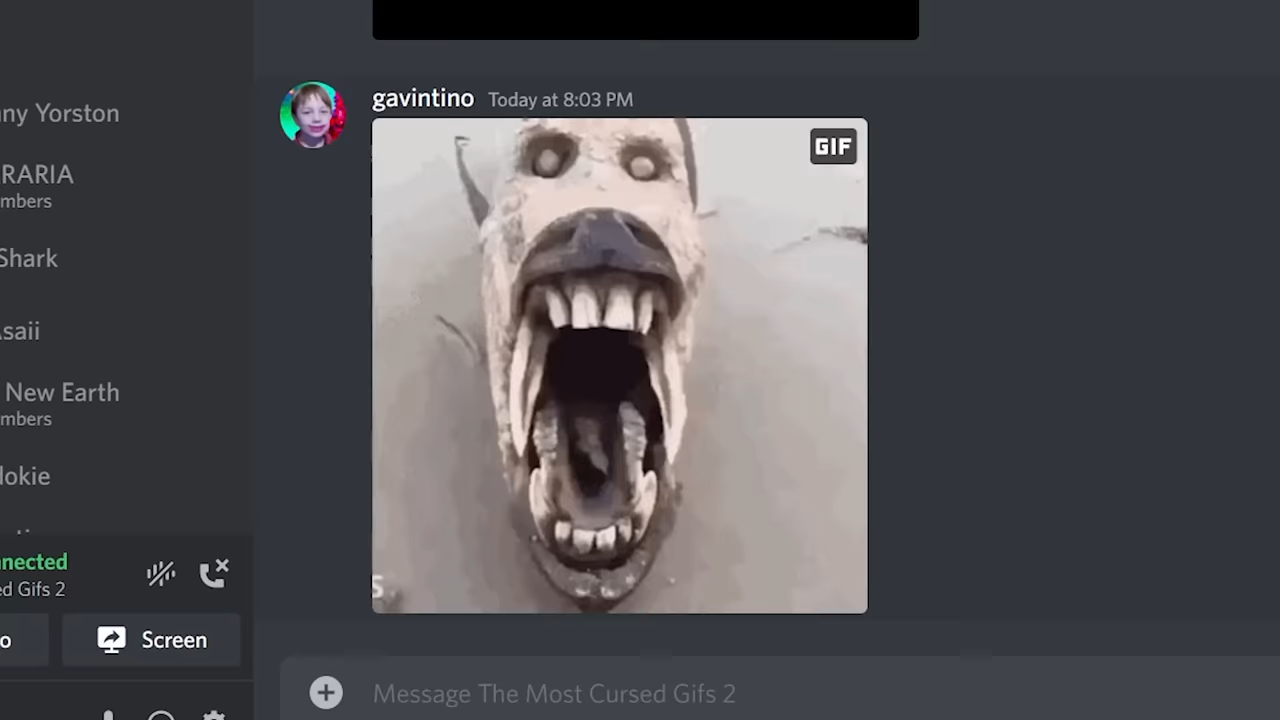 ny Yorston
RARIA
mbers
Shark
saii
New Earth
mbers
okie
nected
ed Gifs 2
o
Screen
gavintino Today at 8:03 PM
GIF
S
Message The Most Cursed Gifs 2